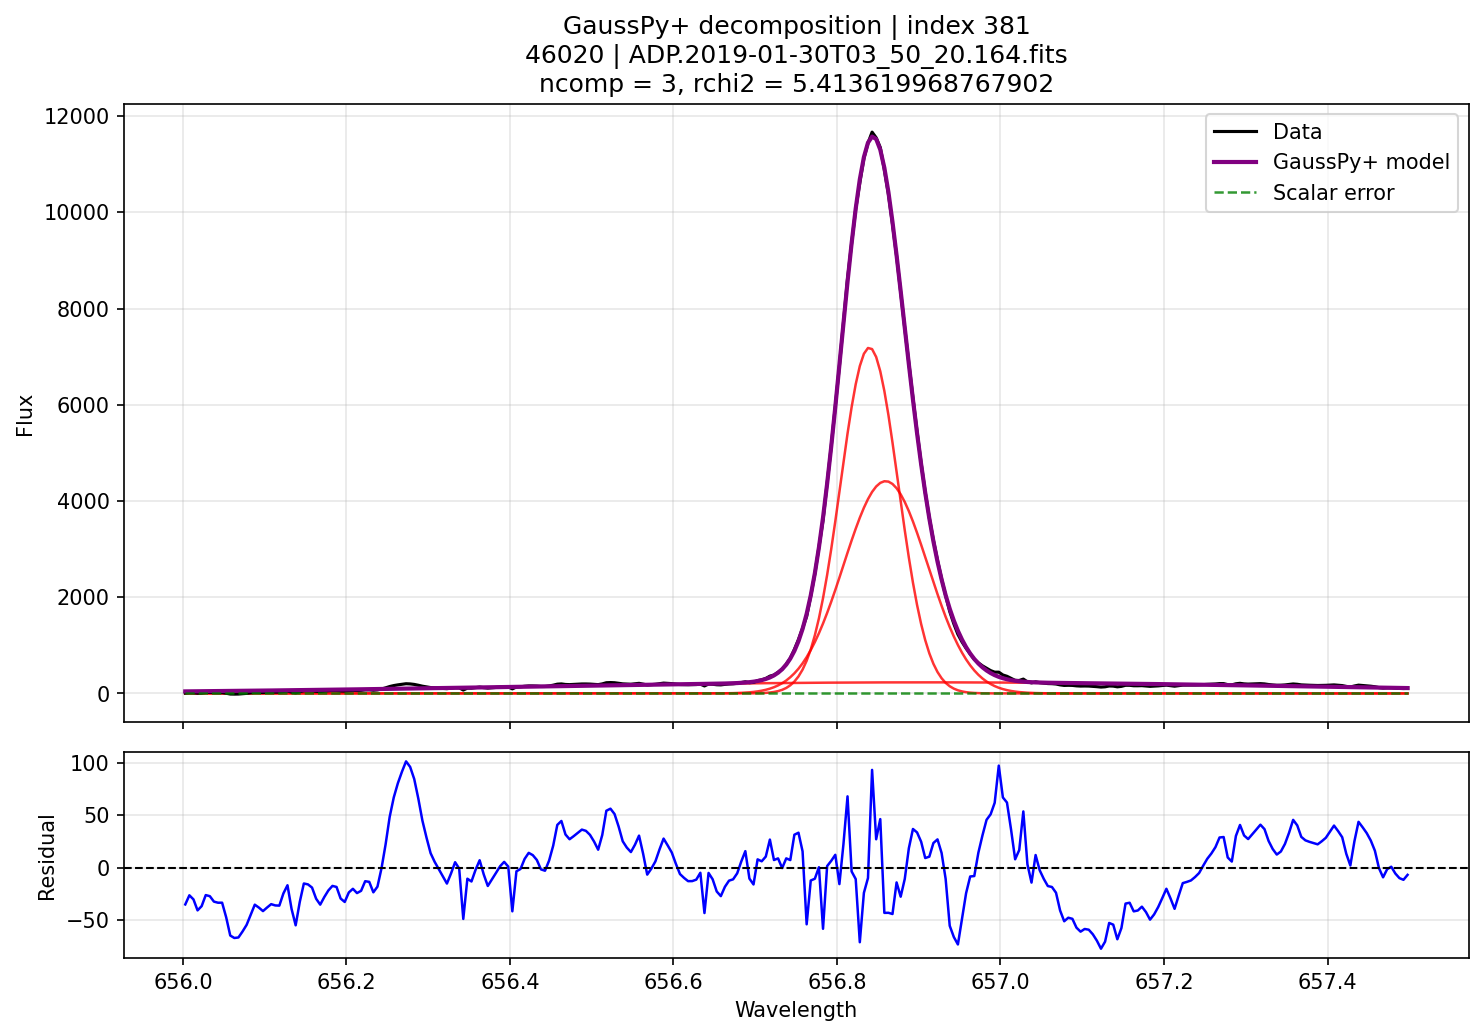 GaussPy+ decomposition | index 381
46020 | ADP.2019-01-30T03_50_20.164.fits
ncomp = 3, rchi2 = 5.413619968767902
12000
10000
8000
6000
4000
2000
0
Flux
Data
GaussPy+ model
Scalar error
100
50
0
−50
Residual
656.0 656.2 656.4 656.6 656.8 657.0 657.2 657.4
Wavelength